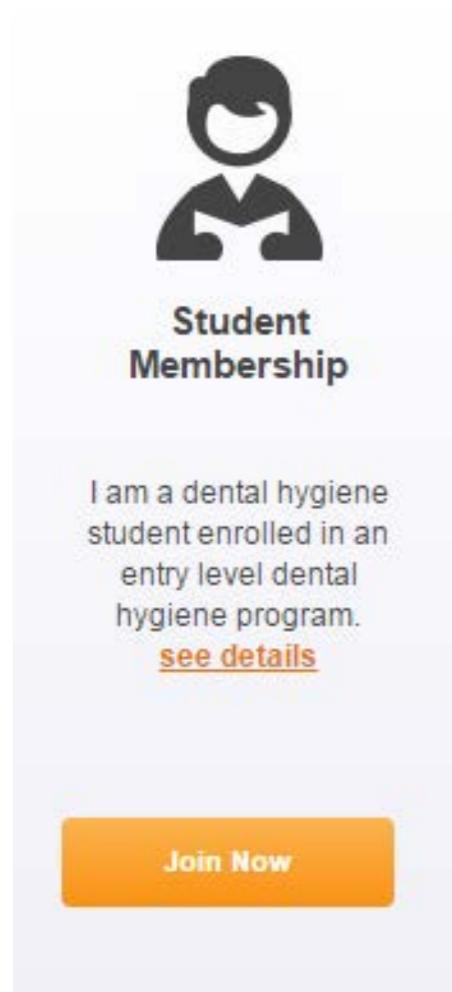 Student
Membership
I am a dental hygiene
student enrolled in an
entry level dental
hygiene program.
see details
Join Now